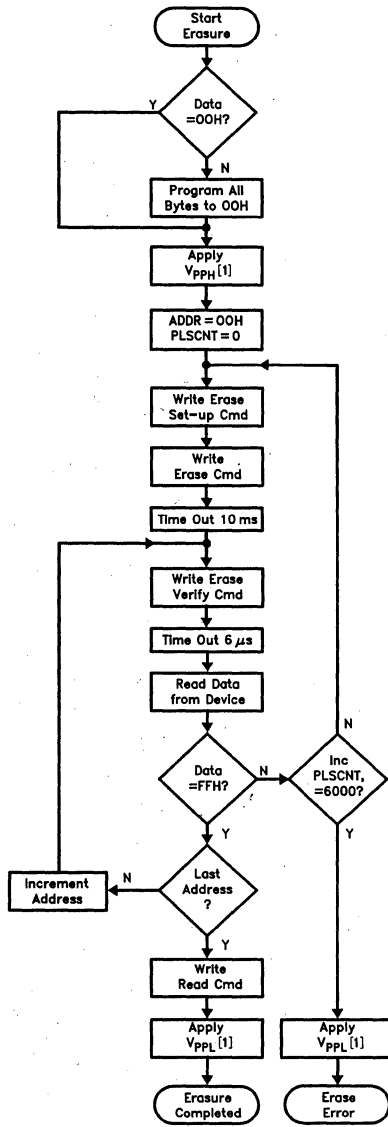 Start
Erasure
Data
=00H?
Y
N
Program All
Bytes to 00H
Apply
VPPH[1]
ADDR=00H
PLSCNT=0
Write Erase
Set-up Cmd
Write
Erase Cmd
Time Out 10 ms
Write Erase
Verify Cmd
Time Out 6 μs
Read Data
from Device
Data
=FFH?
N
Y
Inc
PLSCNT,
=6000?
N
Y
Last
Address
?
N
Y
Increment
Address
Write
Read Cmd
Apply
VPPL[1]
Apply
VPPL[1]
Erasure
Completed
Erase
Error